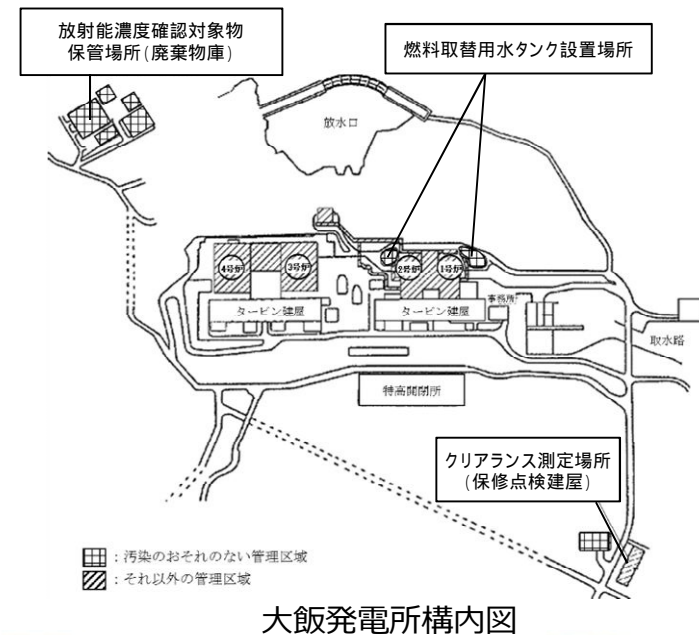 放射能濃度確認対象物
保管場所(廃棄物庫)
燃料取替用水タンク設置場所
放水口
4号炉
3号炉
2号炉
1号炉
事務所
タービン建屋
タービン建屋
取水路
特高開閉所
クリアランス測定場所
(保修点検建屋)
:汚染のおそれのない管理区域
:それ以外の管理区域
大飯発電所構内図